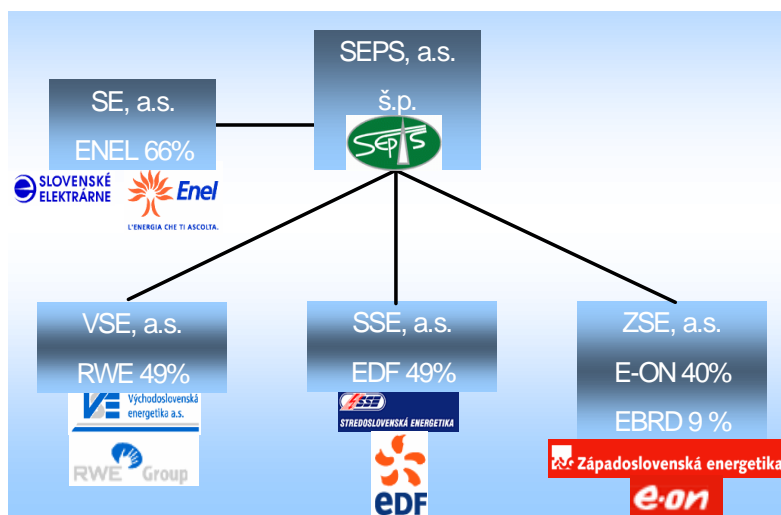 SEPS, a.s.
š.p.
SEPS
SE, a.s.
ENEL 66%
SLOVENSKÉ
ELEKTRÁRNE
Enel
L'ENERGIA CHE TI ASCOLTA.
VSE, a.s.
RWE 49%
Východoslovenská
energetika a.s.
RWE Group
SSE, a.s.
EDF 49%
SSE
STREDOSLOVENSKÁ ENERGETIKA
eDF
ZSE, a.s.
E-ON 40%
EBRD 9 %
Západoslovenská energetika
e·on